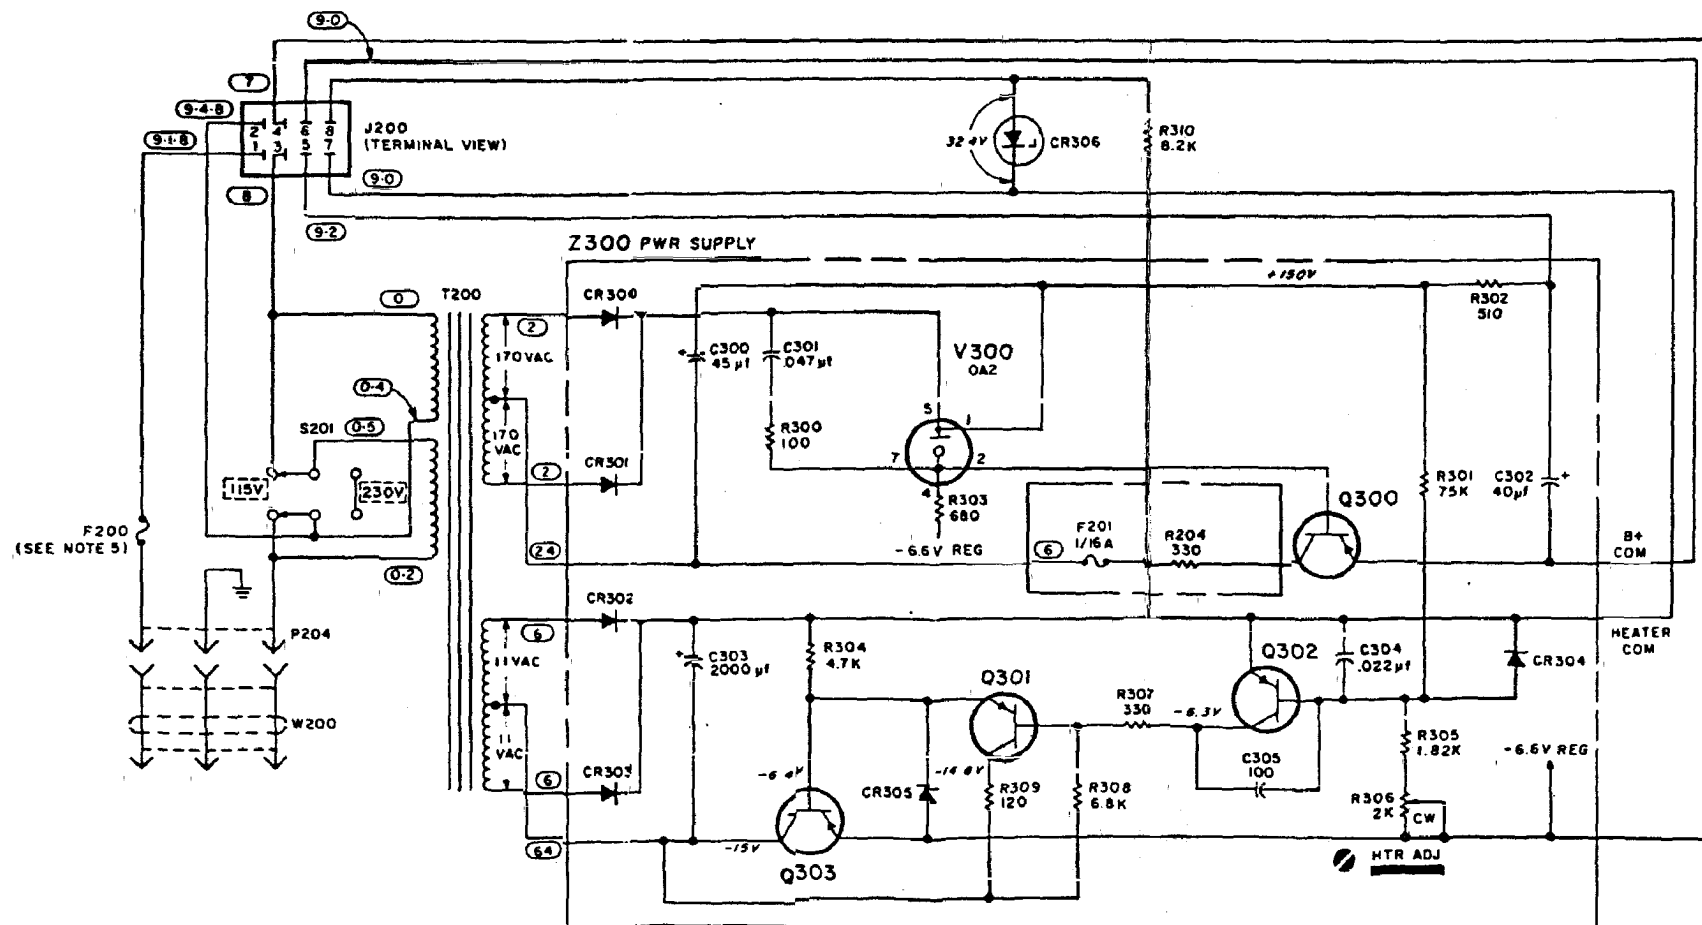 9-0
7
9-4-8
9-1-8
2 4 6 8
1 3 5 7
J200
(TERMINAL VIEW)
9-0
8
9-2
32.4V
CR306
R310
8.2K
Z300 PWR SUPPLY
+150V
R302
510
0
T200
2
CR300
170VAC
C300
45µf
C301
.047µf
V300
0A2
5
1
7
2
4
0-4
S201
0-5
115V
230V
170
VAC
2
CR301
R300
100
R303
680
-6.6V REG
R301
75K
C302
40µf
Q300
F200
(SEE NOTE 5)
0-2
24
6
F201
1/16A
R204
330
B+
COM
P204
W200
CR302
6
11VAC
C303
2000µf
R304
4.7K
Q301
R307
330
-6.3V
Q302
C304
.022µf
CR304
HEATER
COM
11
VAC
6
CR303
-6.4V
CR305
-14.8V
R309
120
R308
6.8K
C305
100
R305
1.82K
-6.6V REG
R306
2K
CW
64
-15V
Q303
HTR ADJ